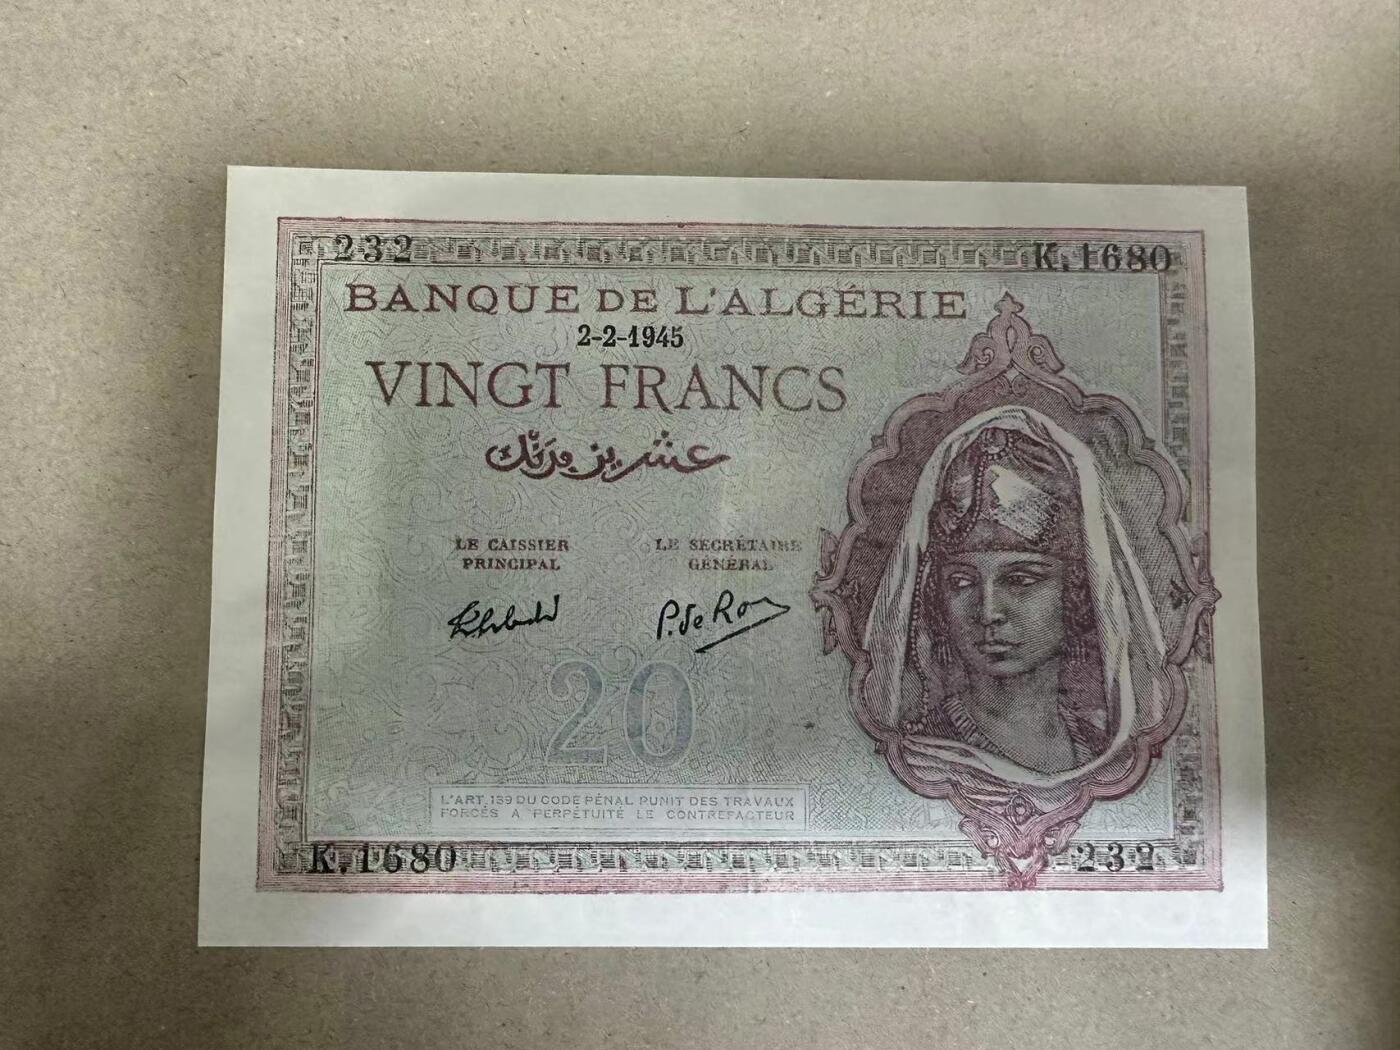 232 K.1680
BANQUE DE L'ALGÉRIE
2-2-1945
VINGT FRANCS
عشرين فرنك
LE CAISSIER PRINCIPAL
LE SECRÉTAIRE GÉNÉRAL
P. de Rou
20
L'ART. 139 DU CODE PÉNAL PUNIT DES TRAVAUX
FORCÉS A PERPÉTUITÉ LE CONTREFACTEUR
K.1680 232